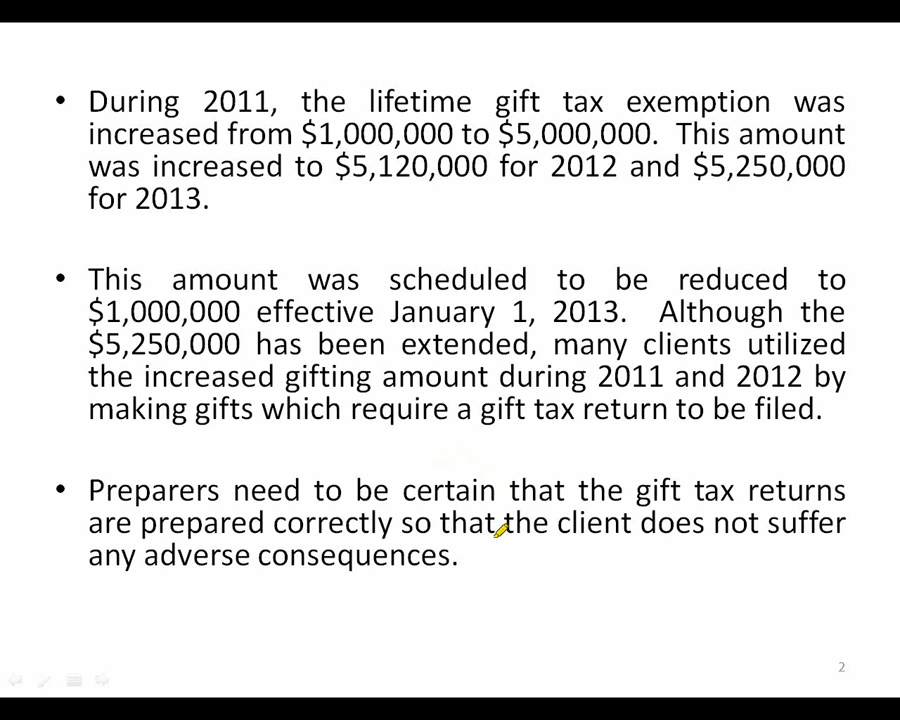 • During 2011, the lifetime gift tax exemption was
increased from $1,000,000 to $5,000,000. This amount
was increased to $5,120,000 for 2012 and $5,250,000
for 2013.
• This amount was scheduled to be reduced to
$1,000,000 effective January 1, 2013. Although the
$5,250,000 has been extended, many clients utilized
the increased gifting amount during 2011 and 2012 by
making gifts which require a gift tax return to be filed.
• Preparers need to be certain that the gift tax returns
are prepared correctly so that the client does not suffer
any adverse consequences.
2